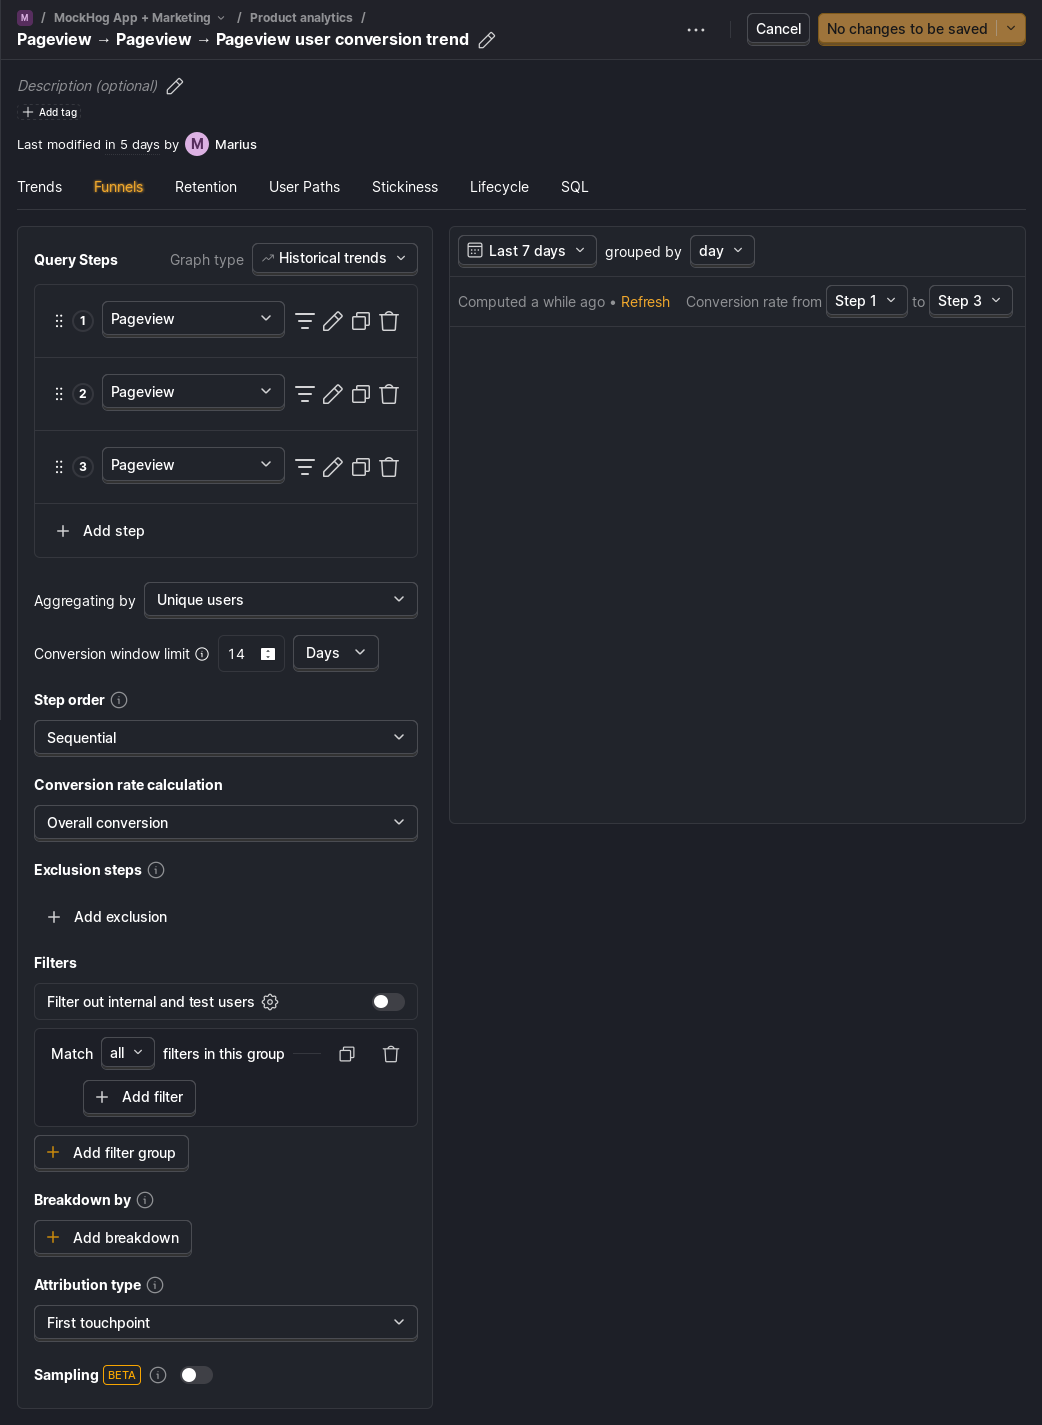 M / MockHog App + Marketing / Product analytics /
Pageview → Pageview → Pageview user conversion trend
Cancel
No changes to be saved
Description (optional)
Add tag
Last modified in 5 days by M Marius
Trends Funnels Retention User Paths Stickiness Lifecycle SQL
Query Steps Graph type Historical trends
1 Pageview
2 Pageview
3 Pageview
Add step
Aggregating by Unique users
Conversion window limit 14 Days
Step order
Sequential
Conversion rate calculation
Overall conversion
Exclusion steps
Add exclusion
Filters
Filter out internal and test users
Match all filters in this group
Add filter
Add filter group
Breakdown by
Add breakdown
Attribution type
First touchpoint
Sampling BETA
Last 7 days grouped by day
Computed a while ago • Refresh Conversion rate from Step 1 to Step 3